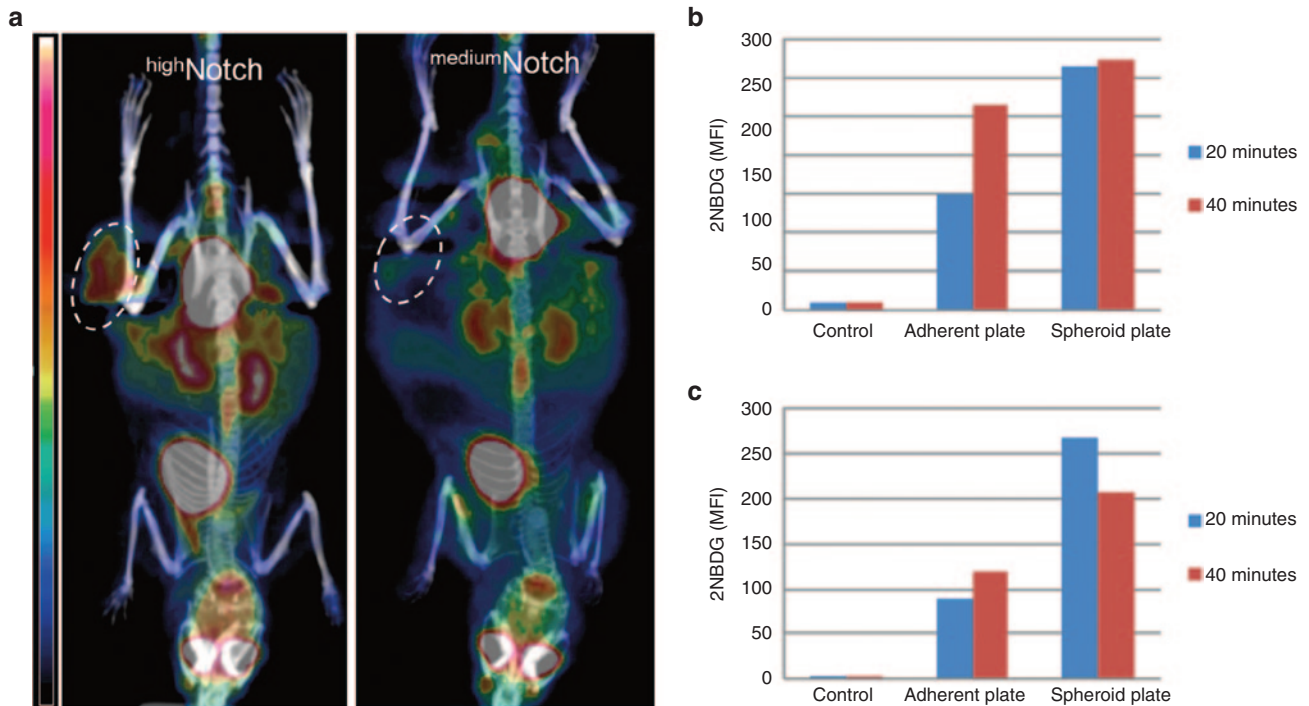 a
highNotch
mediumNotch
b
300
250
200
150
100
50
0
2NBDG (MFI)
Control
Adherent plate
Spheroid plate
20 minutes
40 minutes
c
300
250
200
150
100
50
0
2NBDG (MFI)
Control
Adherent plate
Spheroid plate
20 minutes
40 minutes